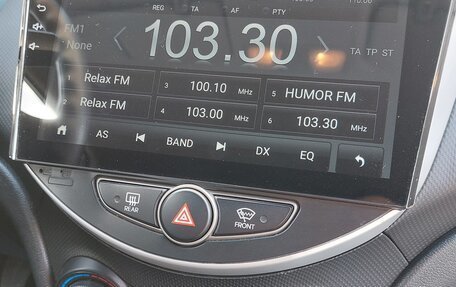 REG TA AF PTY
FM1
None
103.30
TA TP ST
1 Relax FM
3 100.10 MHz
5 HUMOR FM
2 Relax FM
4 103.00 MHz
6 103.30 MHz
AS BAND DX EQ
REAR
FRONT